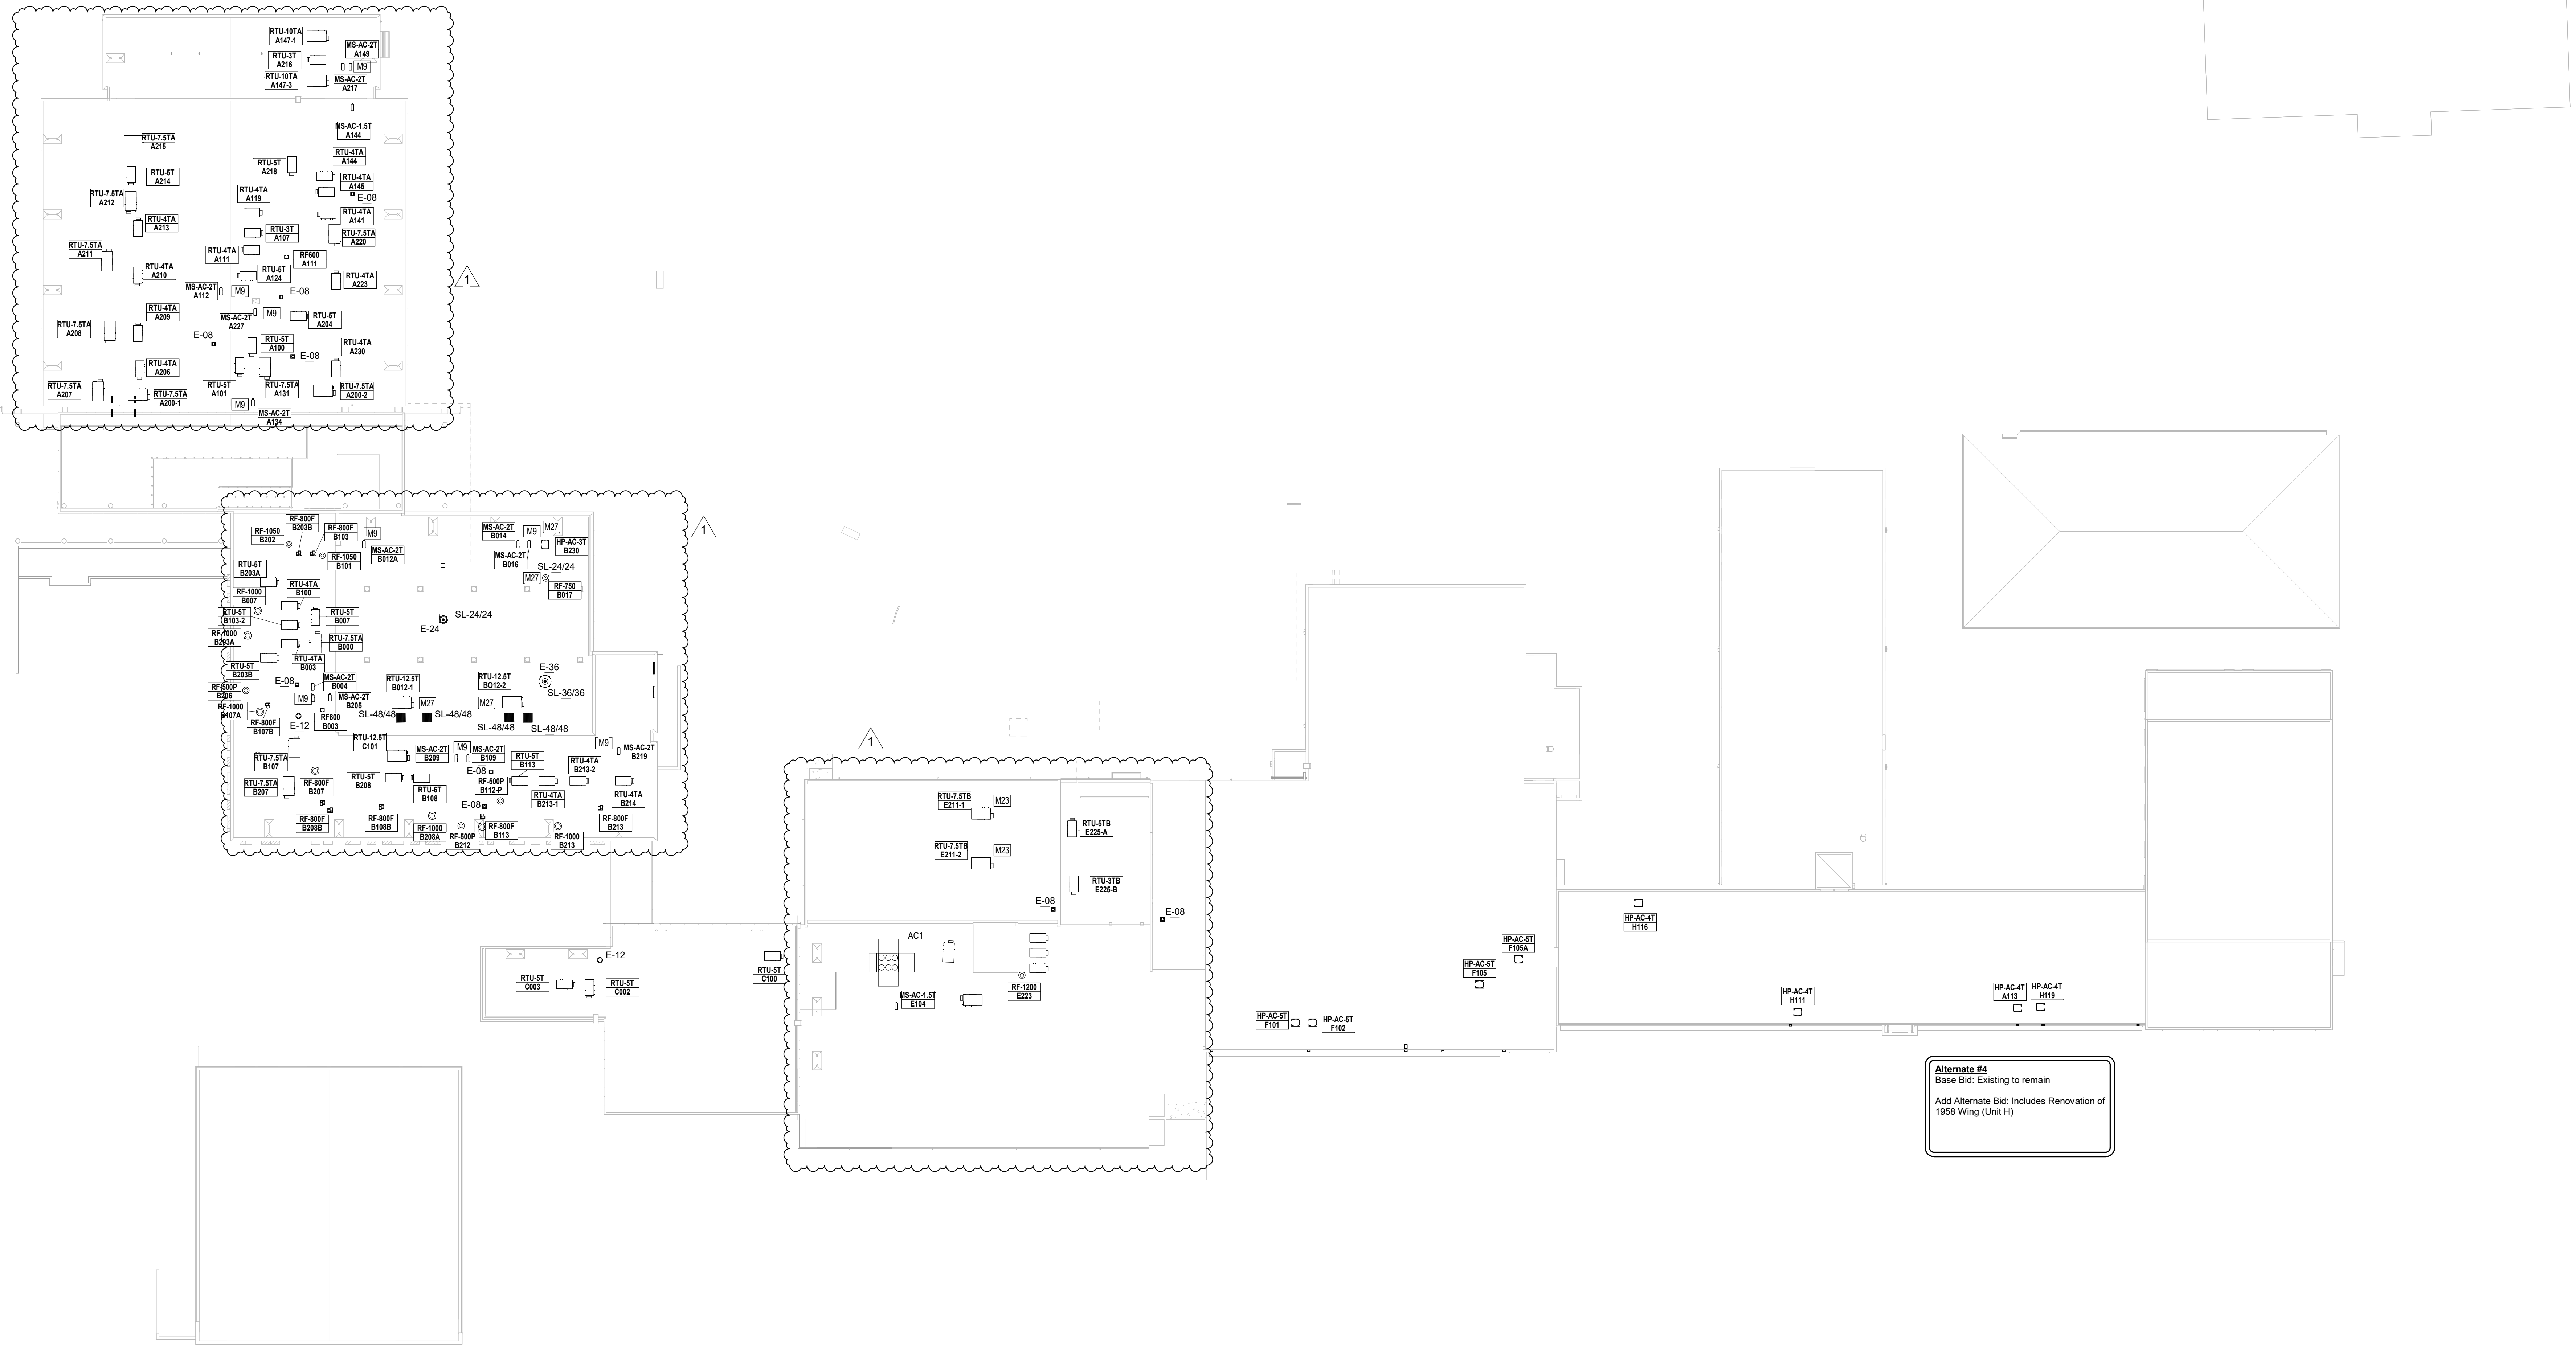 RTU-10TA
A147-1
MS-AC-2T
A149
RTU-3T
A216
M9
RTU-10TA
A147-3
MS-AC-2T
A217
MS-AC-1.5T
A144
RTU-7.5TA
A215
RTU-4TA
A144
RTU-5T
A218
RTU-5T
A214
RTU-4TA
A145
E-08
RTU-7.5TA
A212
RTU-4TA
A119
RTU-4TA
A213
RTU-4TA
A141
RTU-3T
A107
RTU-7.5TA
A220
RTU-7.5TA
A211
RTU-4TA
A111
RF600
A111
RTU-4TA
A210
RTU-5T
A124
RTU-4TA
A223
1
MS-AC-2T
A112
M9
E-08
RTU-4TA
A209
MS-AC-2T
A227
M9
RTU-5T
A204
RTU-7.5TA
A208
E-08
RTU-5T
A100
E-08
RTU-4TA
A230
RTU-4TA
A206
RTU-7.5TA
A207
RTU-7.5TA
A200-1
RTU-5T
A101
RTU-7.5TA
A131
RTU-7.5TA
A200-2
M9
MS-AC-2T
A134
RF-800F
B203B
RF-1050
B202
RF-800F
B103
M9
MS-AC-2T
B014
M9
M27
1
RF-1050
B101
MS-AC-2T
B012A
HP-AC-3T
B230
MS-AC-2T
B016
SL-24/24
RTU-5T
B203A
RTU-4TA
B100
M27
RF-750
B017
RF-1000
B007
RTU-5T
B103-2
RTU-5T
B007
SL-24/24
E-24
RF-1000
B203A
RTU-7.5TA
B000
RTU-4TA
B003
RTU-5T
B203B
E-36
E-08
MS-AC-2T
B004
RTU-12.5T
B012-1
RTU-12.5T
BO12-2
SL-36/36
RF-500P
B206
M9
MS-AC-2T
B205
M27
M27
RF-1000
B107A
SL-48/48
SL-48/48
RF-800F
B107B
E-12
RF600
B003
SL-48/48
SL-48/48
RTU-12.5T
C101
MS-AC-2T
B209
M9
MS-AC-2T
B109
M9
MS-AC-2T
B219
RTU-7.5TA
B107
RTU-5T
B113
RTU-4TA
B213-2
E-08
RTU-7.5TA
B207
RF-800F
B207
RTU-5T
B208
RTU-6T
B108
RF-500P
B112-P
RTU-4TA
B213-1
RTU-4TA
B214
E-08
RF-800F
B208B
RF-800F
B108B
RF-1000
B208A
RF-500P
B212
RF-800F
B113
RF-1000
B213
RF-800F
B213
1
RTU-7.5TB
E211-1
M23
RTU-5TB
E225-A
RTU-7.5TB
E211-2
M23
RTU-3TB
E225-B
E-08
E-08
AC1
E-12
RTU-5T
C003
RTU-5T
C002
RTU-5T
C100
MS-AC-1.5T
E104
RF-1200
E223
HP-AC-5T
F105A
HP-AC-5T
F105
HP-AC-5T
F101
HP-AC-5T
F102
HP-AC-4T
H116
HP-AC-4T
H111
HP-AC-4T
A113
HP-AC-4T
H119
Alternate #4
Base Bid: Existing to remain
Add Alternate Bid: Includes Renovation of
1958 Wing (Unit H)